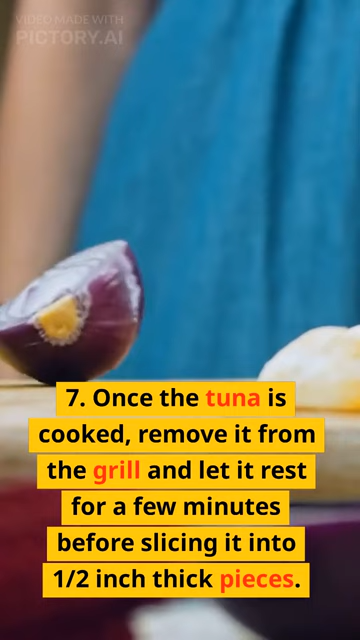 VIDEO MADE WITH
PICTORY.AI
7. Once the tuna is
cooked, remove it from
the grill and let it rest
for a few minutes
before slicing it into
1/2 inch thick pieces.